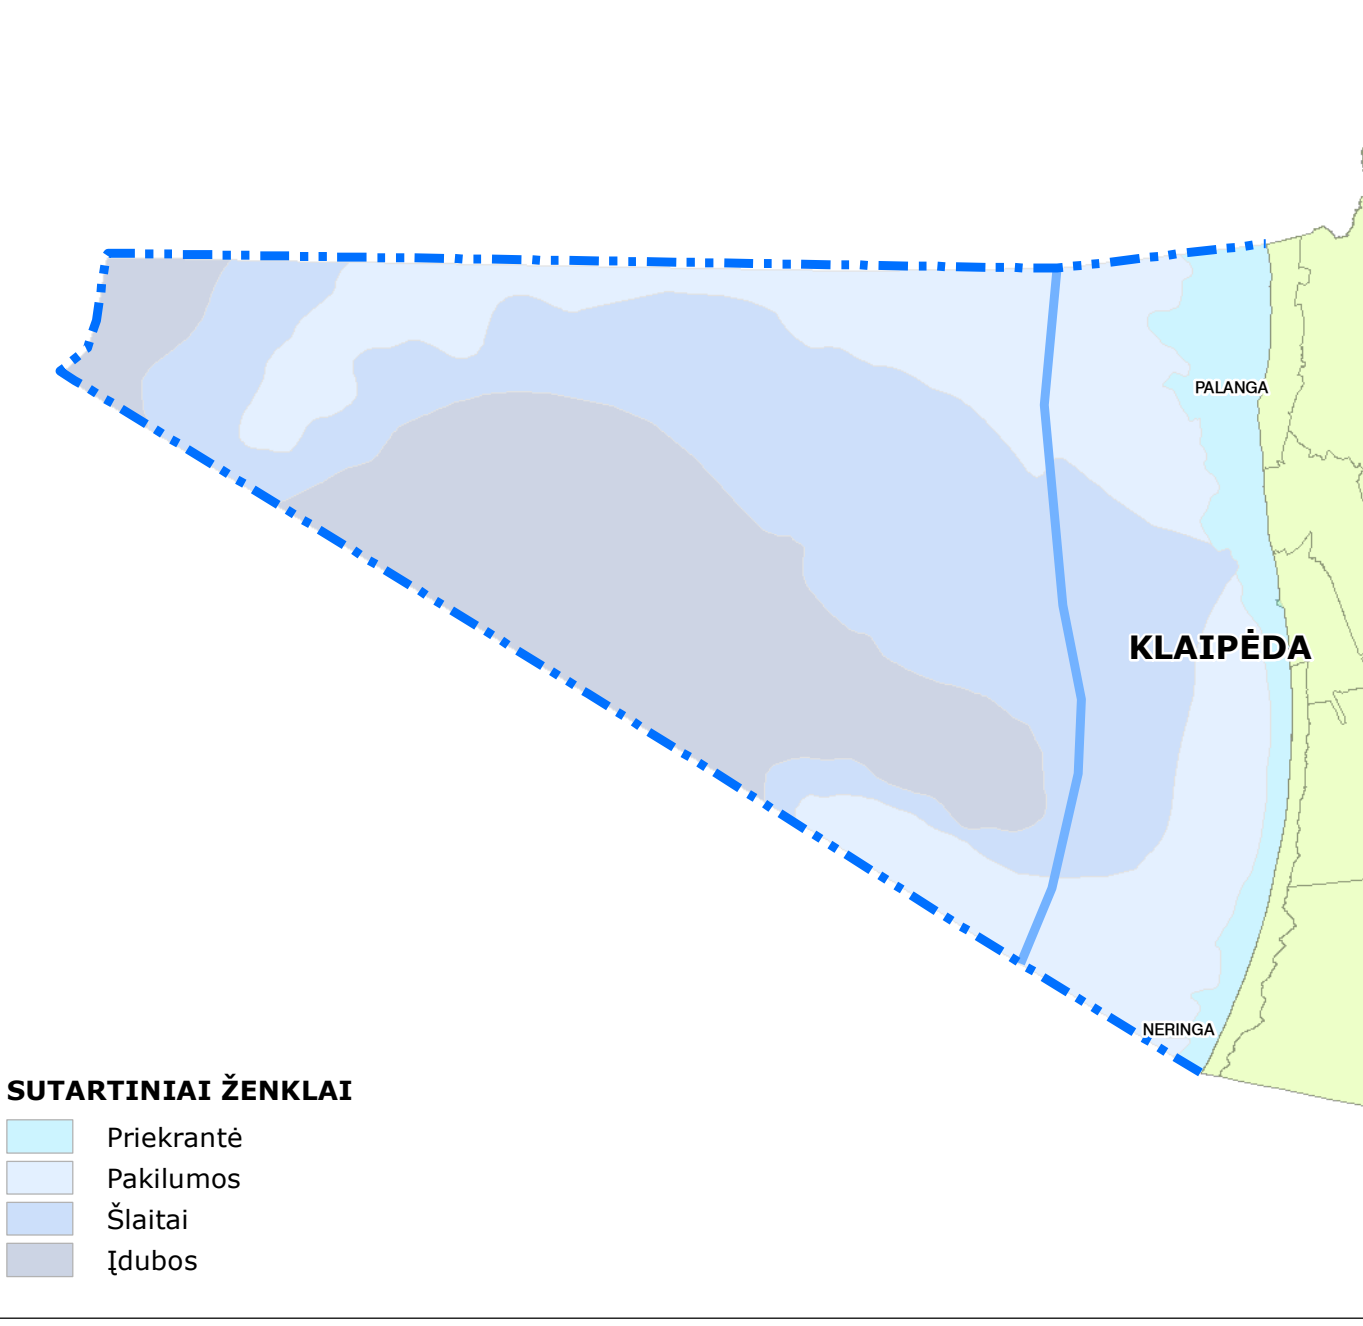 PALANGA
KLAIPĖDA
NERINGA
SUTARTINIAI ŽENKLAI
Priekrantė
Pakilumos
Šlaitai
Įdubos